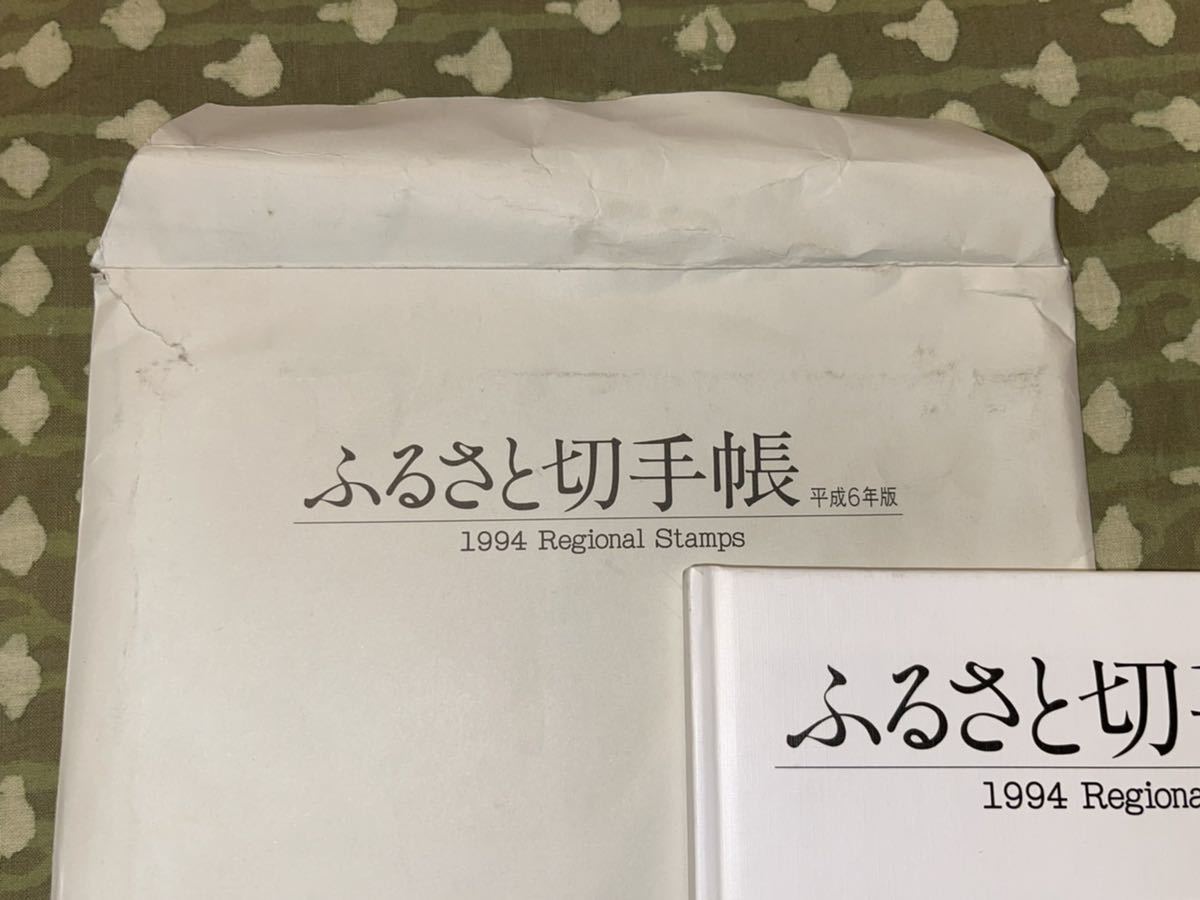 ふるさと切手帳 平成6年版
1994 Regional Stamps
ふるさと切
1994 Regiona